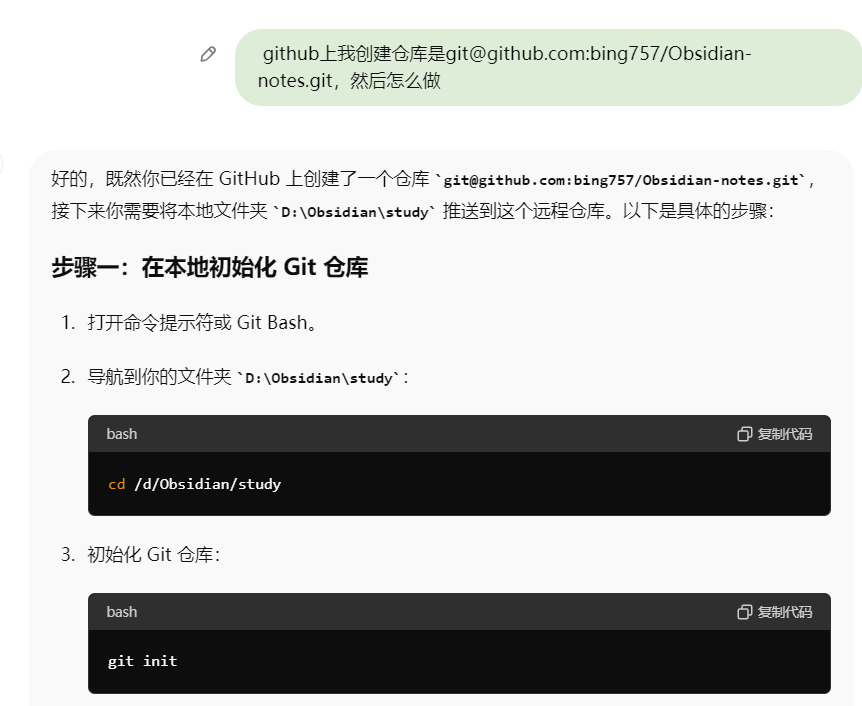 github上我创建仓库是git@github.com:bing757/Obsidian-
notes.git，然后怎么做
好的，既然你已经在 GitHub 上创建了一个仓库 `git@github.com:bing757/Obsidian-notes.git`，
接下来你需要将本地文件夹 `D:\Obsidian\study` 推送到这个远程仓库。以下是具体的步骤：
步骤一：在本地初始化 Git 仓库
1. 打开命令提示符或 Git Bash。
2. 导航到你的文件夹 `D:\Obsidian\study`：
bash 复制代码
cd /d/Obsidian/study
3. 初始化 Git 仓库：
bash 复制代码
git init